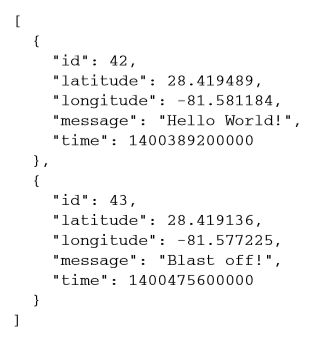 [
  {
    "id": 42,
    "latitude": 28.419489,
    "longitude": -81.581184,
    "message": "Hello World!",
    "time": 1400389200000
  },
  {
    "id": 43,
    "latitude": 28.419136,
    "longitude": -81.577225,
    "message": "Blast off!",
    "time": 1400475600000
  }
]